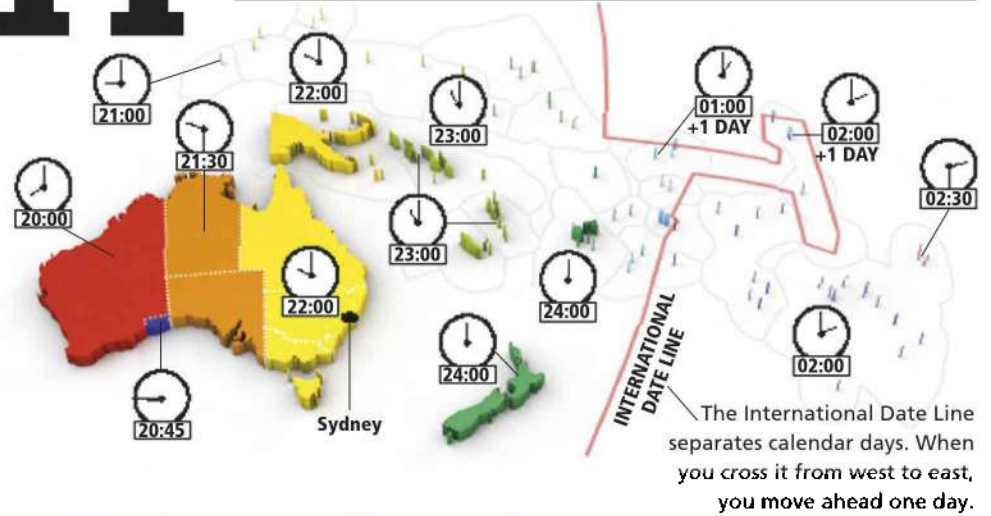 22:00
21:00
01:00
+1 DAY
23:00
02:00
+1 DAY
21:30
02:30
20:00
23:00
22:00
24:00
24:00
02:00
20:45
Sydney
INTERNATIONAL
DATE LINE
The International Date Line
separates calendar days. When
you cross it from west to east,
you move ahead one day.